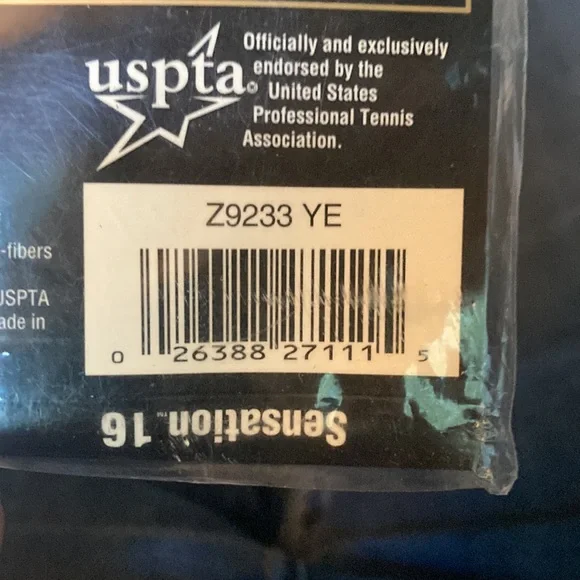 uspta®
Officially and exclusively
endorsed by the
United States
Professional Tennis
Association.
Z9233 YE
-fibers
USPTA
ade in
0 26388 27111 5
Sensation™ 16